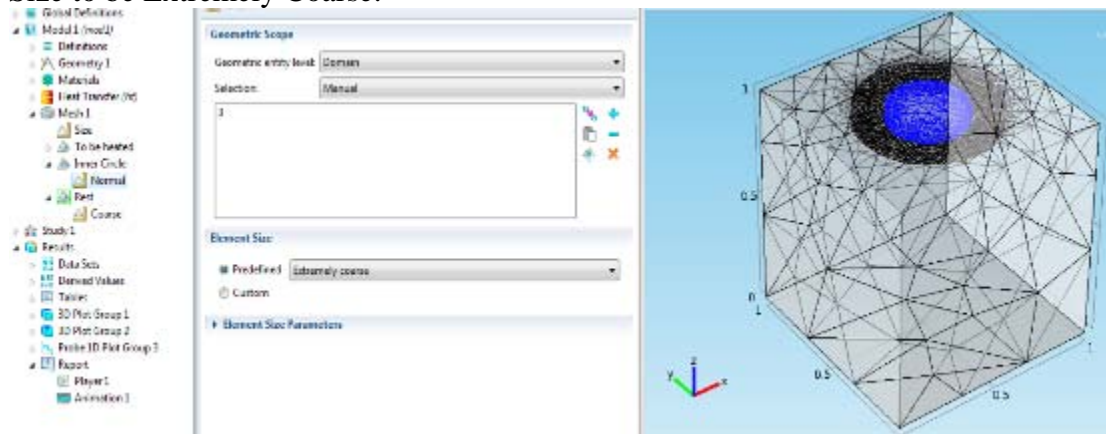 Size to be Extremely Coarse.
Global Definitions
Model 1 (mod1)
Definitions
Geometry 1
Materials
Heat Transfer (ht)
Mesh 1
Size
To be heated
Inner Circle
Normal
Rest
Coarse
Study 1
Results
Data Sets
Derived Values
Tables
3D Plot Group 1
3D Plot Group 2
Probe 3D Plot Group 3
Report
Player 1
Animation 1
Geometric Scope
Geometric entity level: Domain
Selection: Manual
3
Element Size
Predefined Extremely coarse
Custom
Element Size Parameters
1
0.5
0
1
0.5
0.5
1
z
y
x